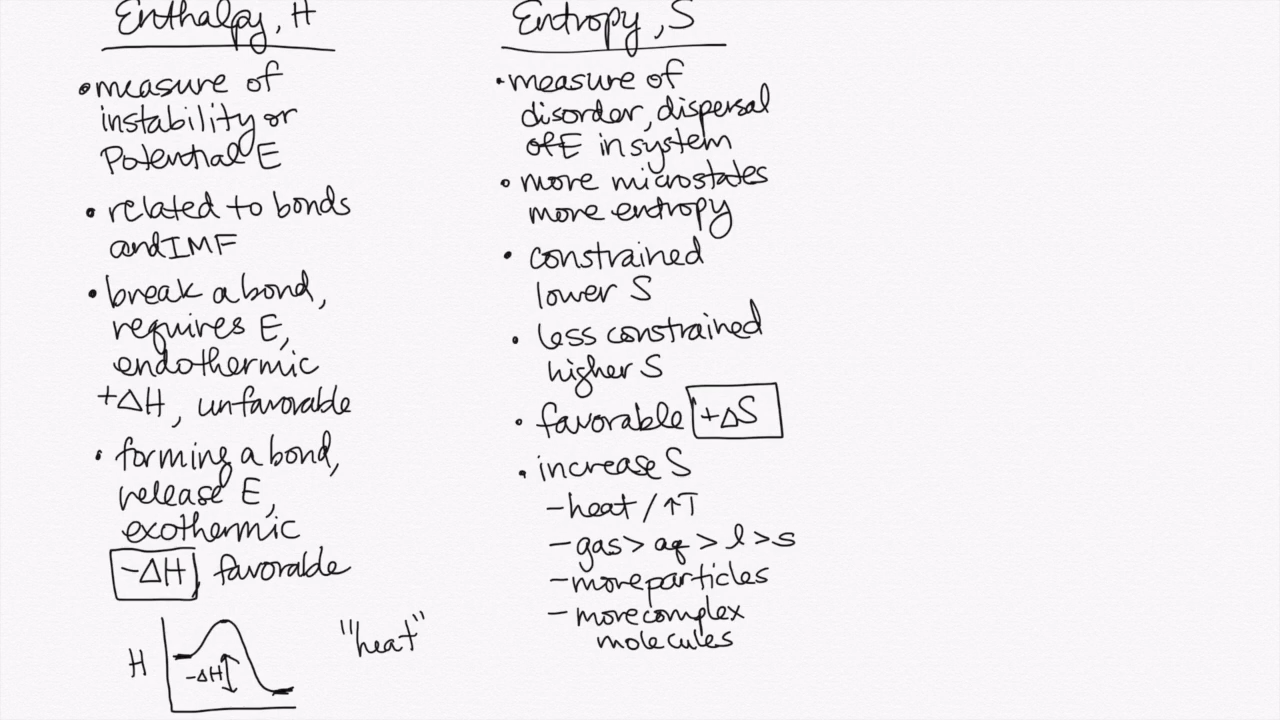 Enthalpy, H
• measure of
instability or
Potential E
• related to bonds
and IMF
• break a bond,
requires E,
endothermic
+ΔH, unfavorable
• forming a bond,
release E,
exothermic
-ΔH, favorable
H
-ΔH
"heat"
Entropy, S
• measure of
disorder, dispersal
of E in system
• more microstates
more entropy
• constrained
lower S
• less constrained
higher S
• favorable +ΔS
• increase S
- heat / ↑T
- gas > aq > l > s
- more particles
- more complex
molecules